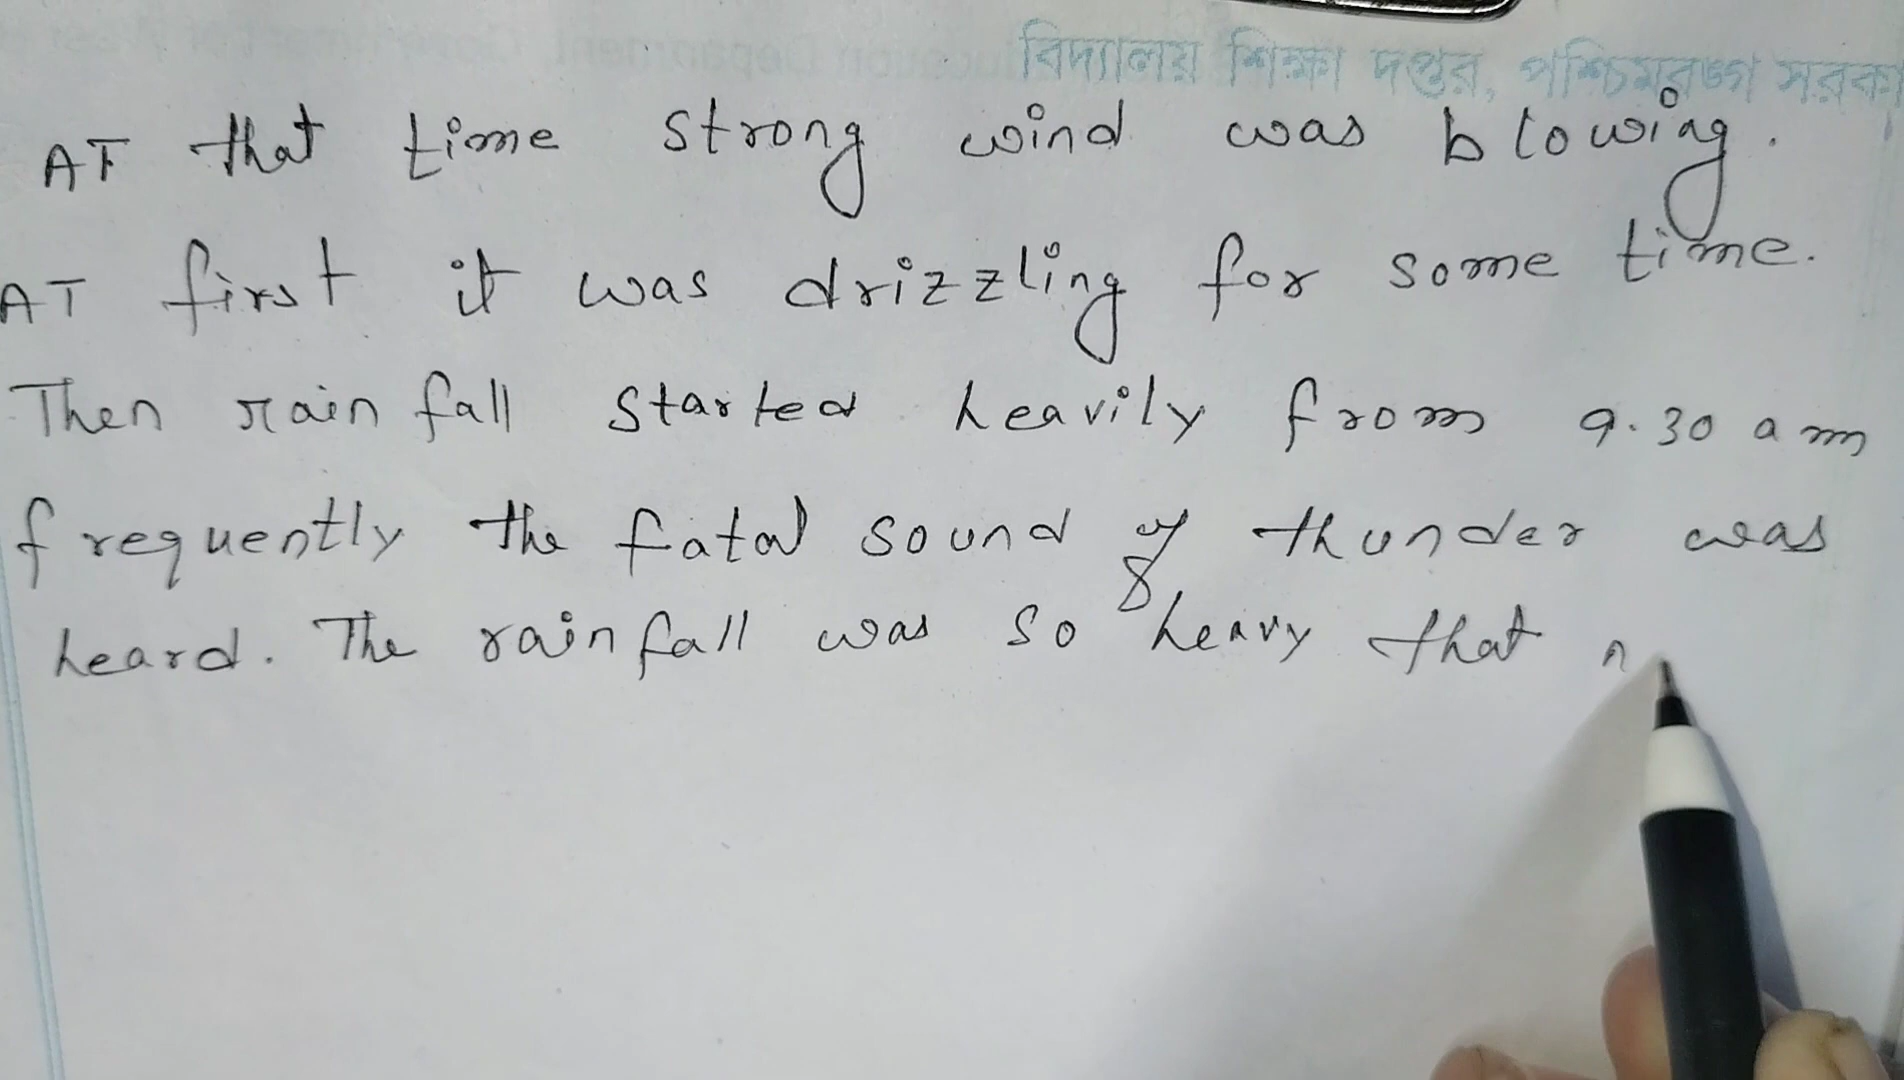 বিদ্যালয় শিক্ষা দপ্তর, পশ্চিমবঙ্গ সরকা
AT that time strong wind was blowing.
AT first it was drizzling for some time.
Then rainfall started heavily from 9.30 am
frequently the fatal sound of thunder was
heard. The rainfall was so heavy that n